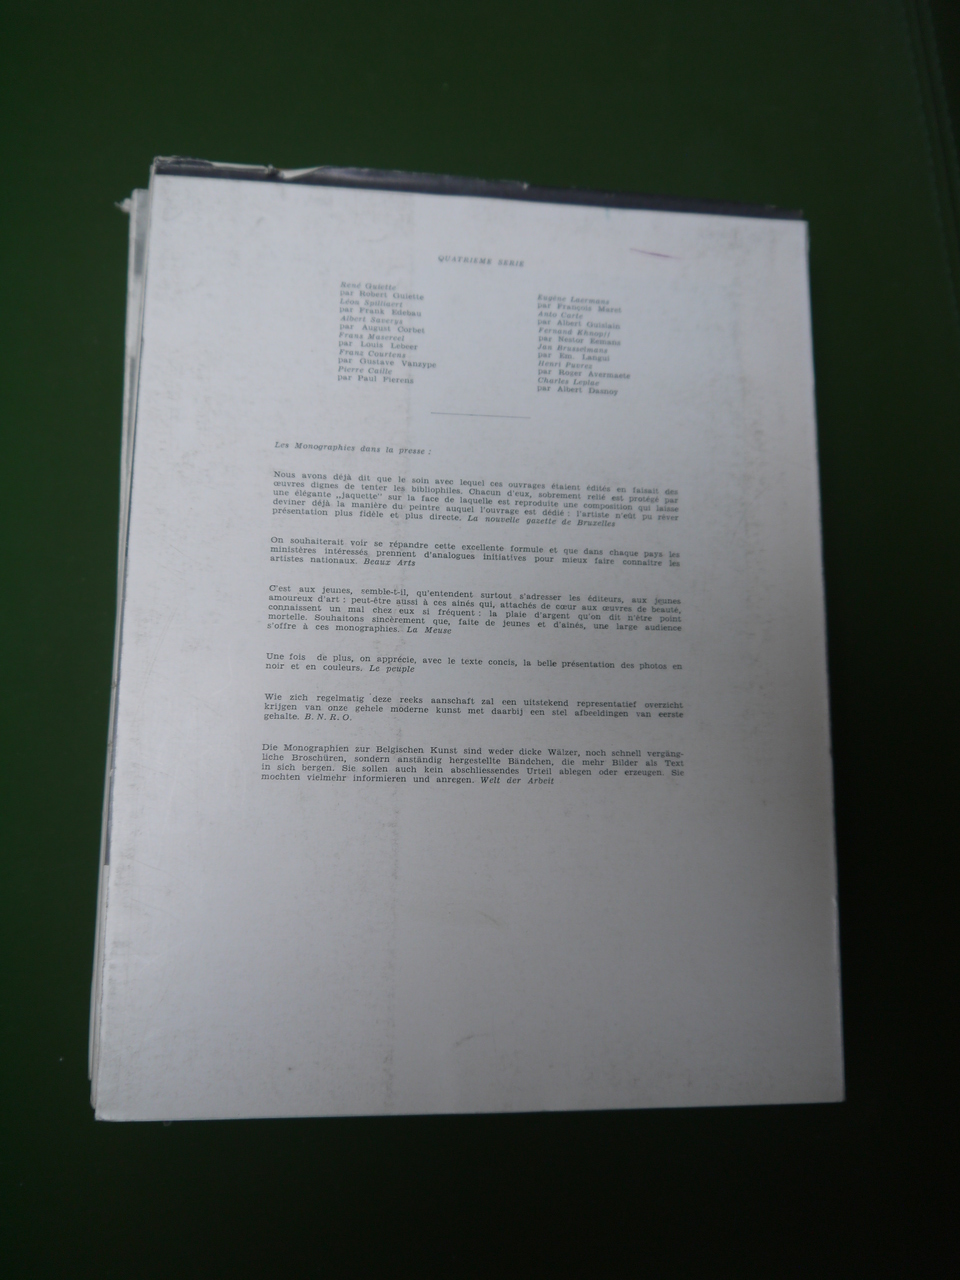 QUATRIEME SERIE
René Guiette
par Robert Guiette
Léon Spilliaert
par Frank Edebau
Albert Saverys
par August Corbet
Frans Masereel
par Louis Lebeer
Franz Courtens
par Gustave Vanzype
Pierre Caille
par Paul Fierens
Eugène Laermans
par François Maret
Anto Carte
par Albert Guislain
Fernand Khnopff
par Nestor Eemans
Jan Brusselmans
par Em. Langui
Henri Puvrez
par Roger Avermaete
Charles Leplae
par Albert Dasnoy
Les Monographies dans la presse :
Nous avons déjà dit que le soin avec lequel ces ouvrages étaient édités en faisait des
œuvres dignes de tenter les bibliophiles. Chacun d'eux, sobrement relié est protégé par
une élégante „jaquette" sur la face de laquelle est reproduite une composition qui laisse
deviner déjà la manière du peintre auquel l'ouvrage est dédié : l'artiste n'eût pu rêver
présentation plus fidèle et plus directe. La nouvelle gazette de Bruxelles
On souhaiterait voir se répandre cette excellente formule et que dans chaque pays les
ministères intéressés prennent d'analogues initiatives pour mieux faire connaître les
artistes nationaux. Beaux Arts
C'est aux jeunes, semble-t-il, qu'entendent surtout s'adresser les éditeurs, aux jeunes
amoureux d'art : peut-être aussi à ces aînés qui, attachés de cœur aux œuvres de beauté,
connaissent un mal chez eux si fréquent : la plaie d'argent qu'on dit n'être point
mortelle. Souhaitons sincèrement que, faite de jeunes et d'aînés, une large audience
s'offre à ces monographies. La Meuse
Une fois de plus, on apprécie, avec le texte concis, la belle présentation des photos en
noir et en couleurs. Le peuple
Wie zich regelmatig deze reeks aanschaft zal een uitstekend representatief overzicht
krijgen van onze gehele moderne kunst met daarbij een stel afbeeldingen van eerste
gehalte. B. N. R. O.
Die Monographien zur Belgischen Kunst sind weder dicke Wälzer, noch schnell vergäng-
liche Broschüren, sondern anständig hergestellte Bändchen, die mehr Bilder als Text
in sich bergen. Sie sollen auch kein abschliessendes Urteil ablegen oder erzeugen. Sie
mochten vielmehr informieren und anregen. Welt der Arbeit